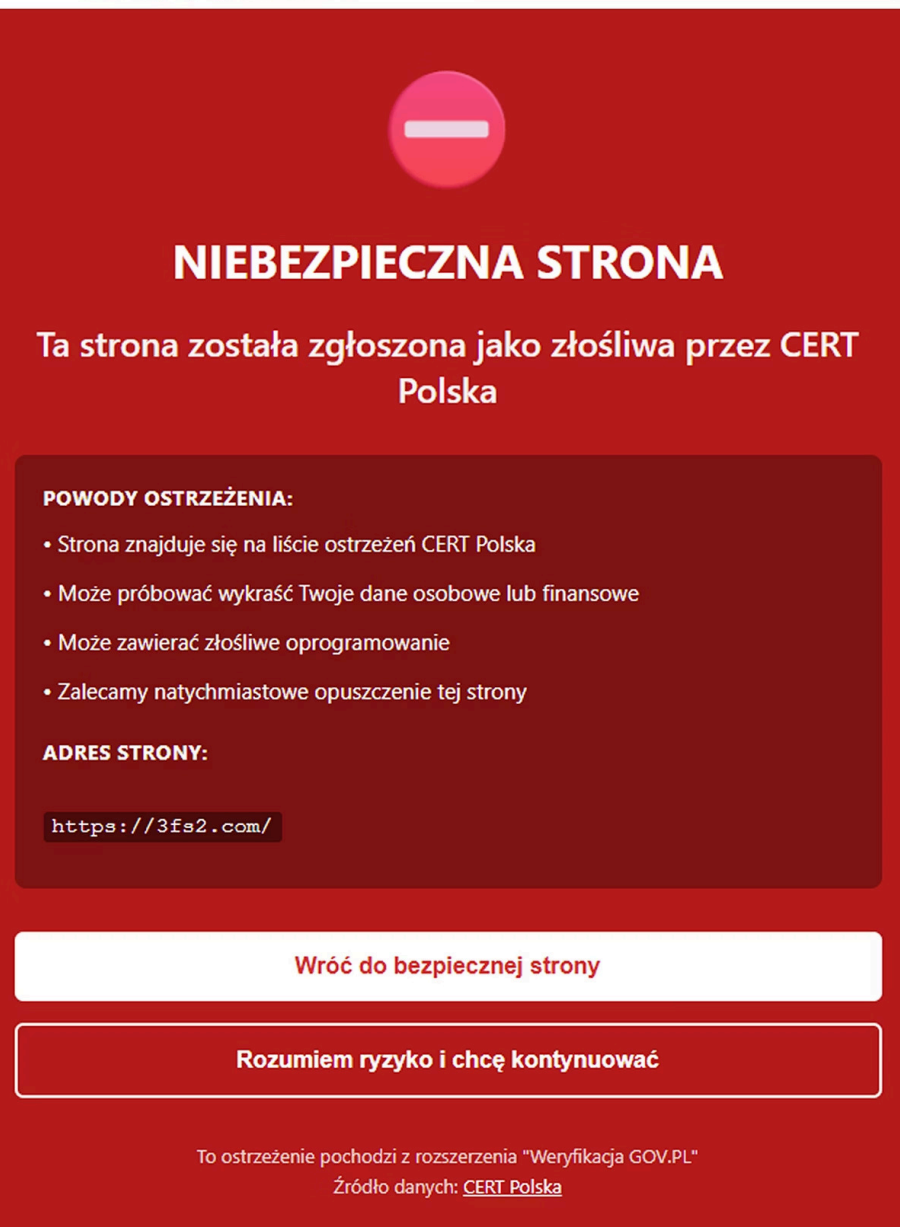 NIEBEZPIECZNA STRONA
Ta strona została zgłoszona jako złośliwa przez CERT
Polska
POWODY OSTRZEŻENIA:
• Strona znajduje się na liście ostrzeżeń CERT Polska
• Może próbować wykraść Twoje dane osobowe lub finansowe
• Może zawierać złośliwe oprogramowanie
• Zalecamy natychmiastowe opuszczenie tej strony
ADRES STRONY:
https://3fs2.com/
Wróć do bezpiecznej strony
Rozumiem ryzyko i chcę kontynuować
To ostrzeżenie pochodzi z rozszerzenia "Weryfikacja GOV.PL"
Źródło danych: CERT Polska